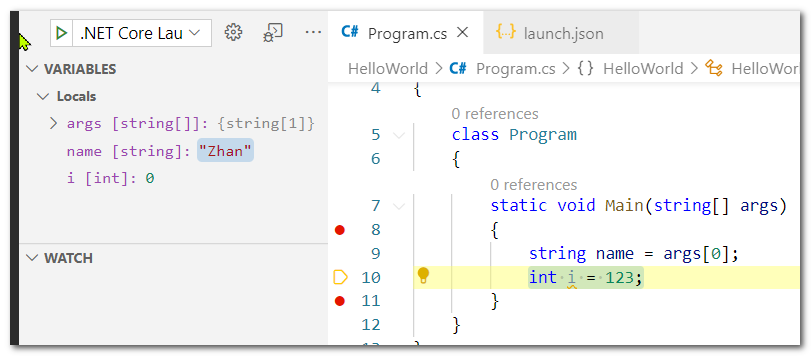 .NET Core Lau
VARIABLES
Locals
args [string[]]: {string[1]}
name [string]: "Zhan"
i [int]: 0
WATCH
C# Program.cs
{..} launch.json
HelloWorld > C# Program.cs > {} HelloWorld > HelloWorld
4 {
0 references
5 class Program
6 {
0 references
7 static void Main(string[] args)
8 {
9 string name = args[0];
10 int i = 123;
11 }
12 }
13 }